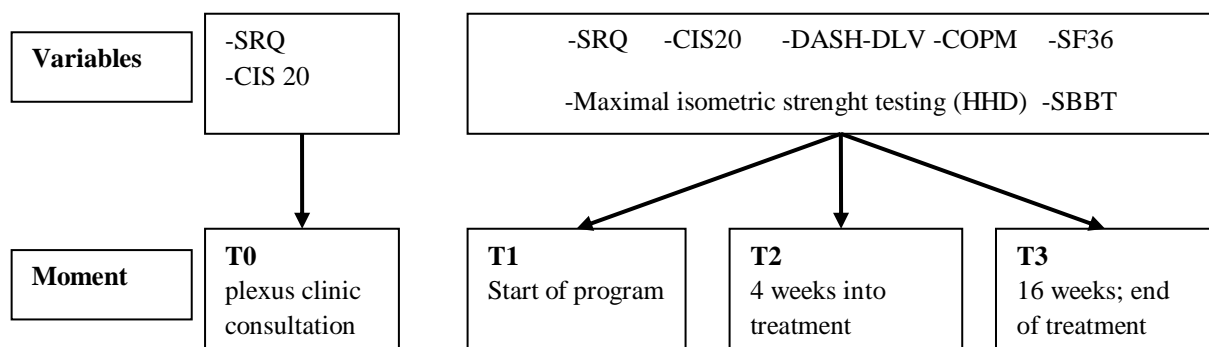 Variables
-SRQ
-CIS 20
-SRQ -CIS20 -DASH-DLV -COPM -SF36
-Maximal isometric strenght testing (HHD) -SBBT
Moment
T0
plexus clinic
consultation
T1
Start of program
T2
4 weeks into
treatment
T3
16 weeks; end
of treatment